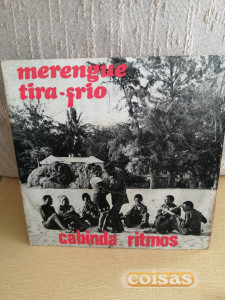 merengue
tira-frio
cabinda ritmos
coisas